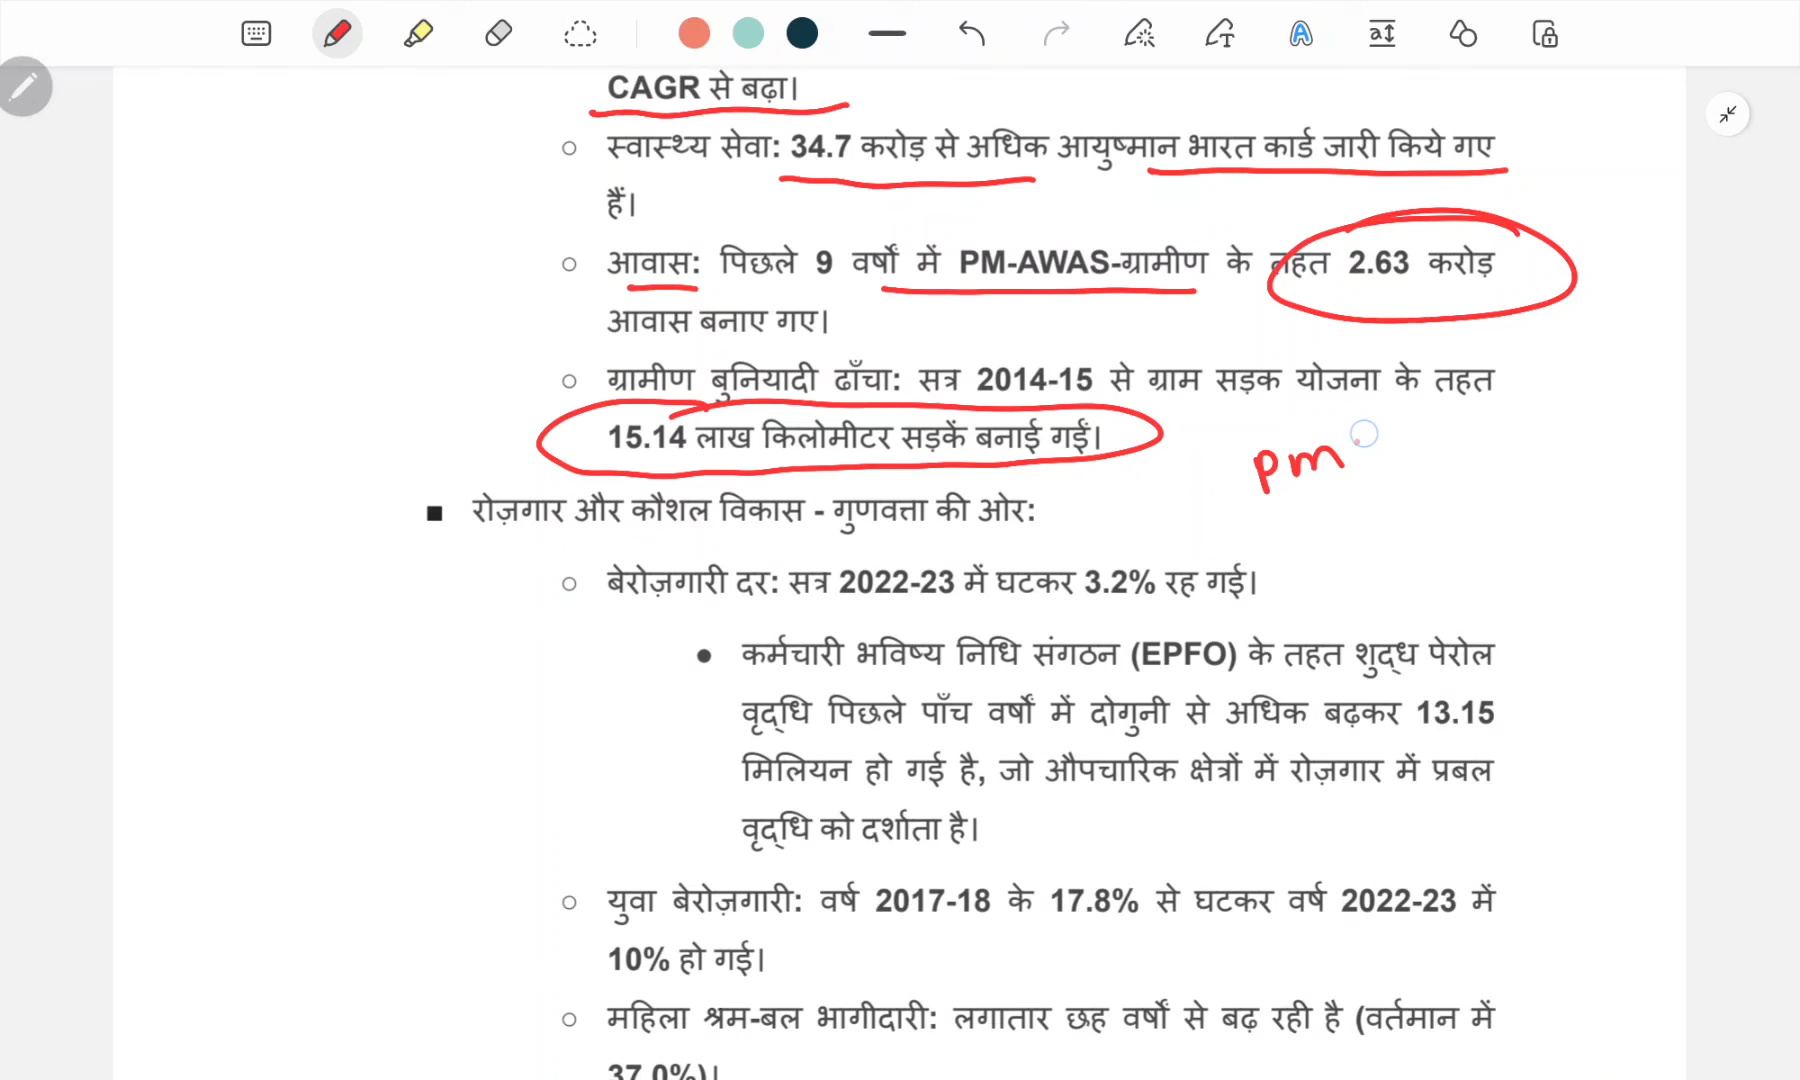 CAGR से बढ़ा।
○ स्वास्थ्य सेवा: 34.7 करोड़ से अधिक आयुष्मान भारत कार्ड जारी किये गए
हैं।
○ आवास: पिछले 9 वर्षों में PM-AWAS-ग्रामीण के तहत 2.63 करोड़
आवास बनाए गए।
○ ग्रामीण बुनियादी ढाँचा: सत्र 2014-15 से ग्राम सड़क योजना के तहत
15.14 लाख किलोमीटर सड़कें बनाई गईं।
pm
■ रोज़गार और कौशल विकास - गुणवत्ता की ओर:
○ बेरोज़गारी दर: सत्र 2022-23 में घटकर 3.2% रह गई।
● कर्मचारी भविष्य निधि संगठन (EPFO) के तहत शुद्ध पेरोल
वृद्धि पिछले पाँच वर्षों में दोगुनी से अधिक बढ़कर 13.15
मिलियन हो गई है, जो औपचारिक क्षेत्रों में रोज़गार में प्रबल
वृद्धि को दर्शाता है।
○ युवा बेरोज़गारी: वर्ष 2017-18 के 17.8% से घटकर वर्ष 2022-23 में
10% हो गई।
○ महिला श्रम-बल भागीदारी: लगातार छह वर्षों से बढ़ रही है (वर्तमान में
37.0%)।